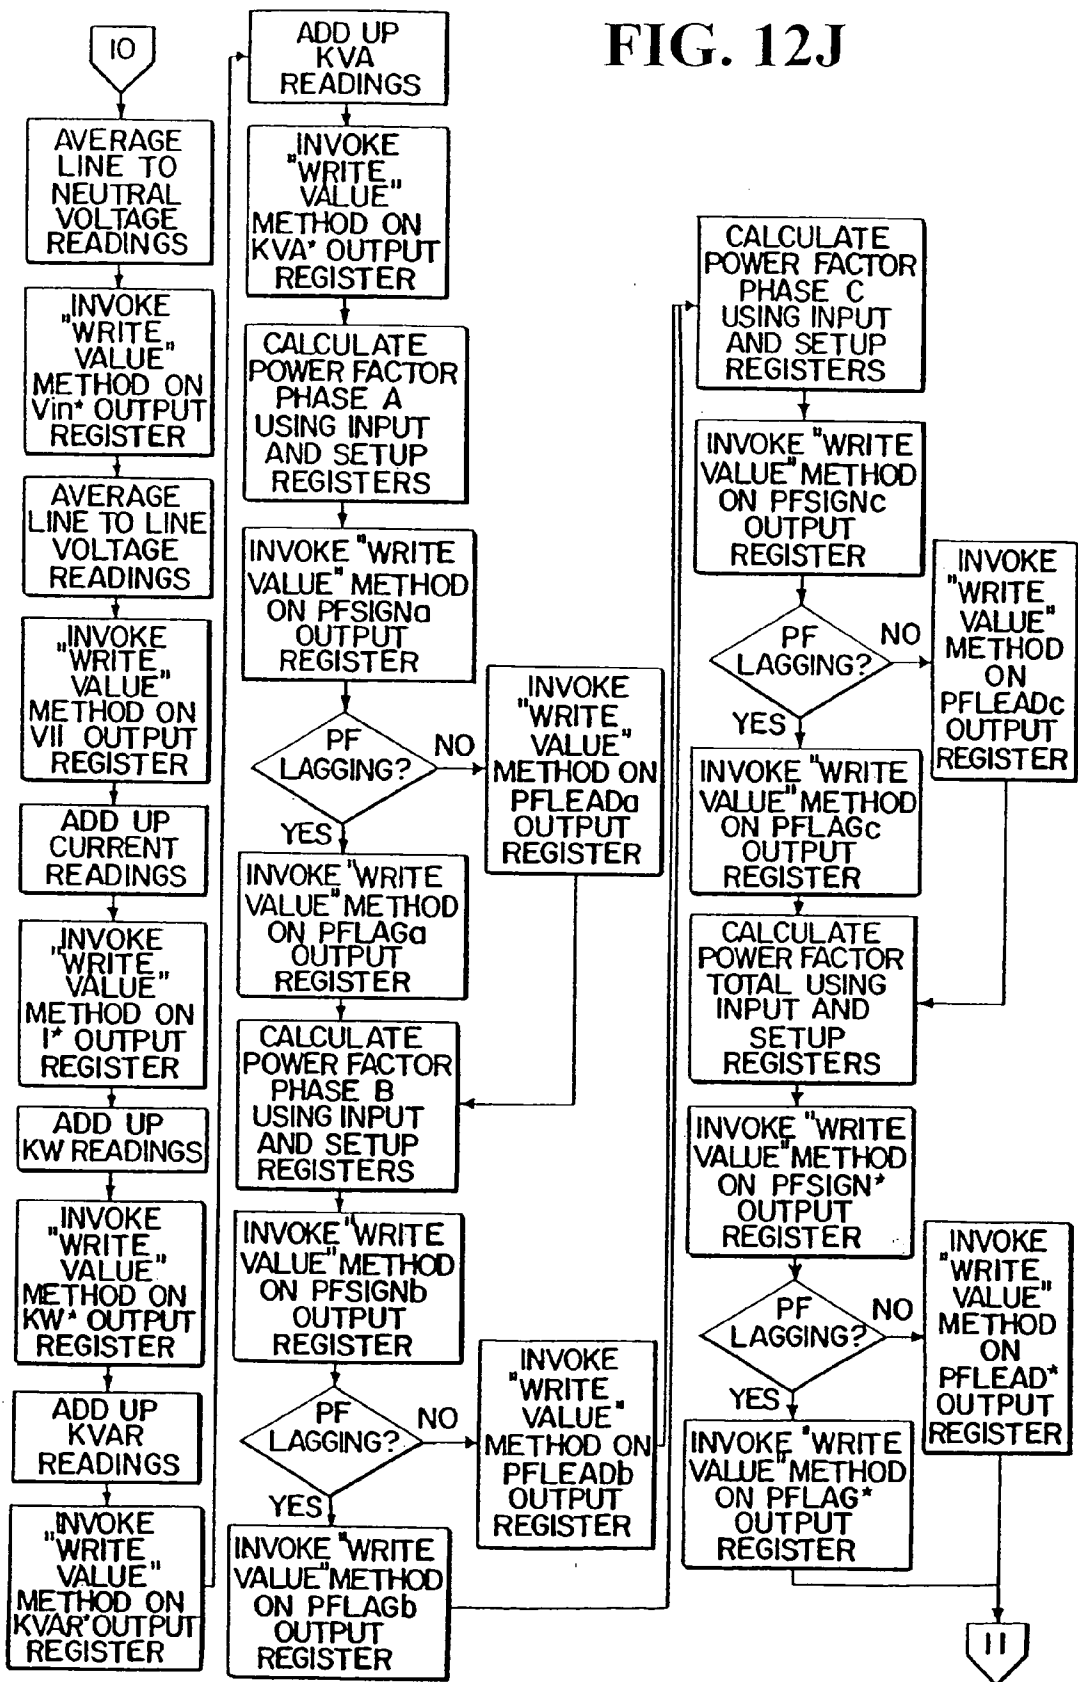 FIG. 12J
10
AVERAGE
LINE TO
NEUTRAL
VOLTAGE
READINGS
INVOKE
"WRITE
VALUE"
METHOD ON
Vin* OUTPUT
REGISTER
AVERAGE
LINE TO LINE
VOLTAGE
READINGS
INVOKE
"WRITE
VALUE"
METHOD ON
Vll OUTPUT
REGISTER
ADD UP
CURRENT
READINGS
INVOKE
"WRITE
VALUE"
METHOD ON
I* OUTPUT
REGISTER
ADD UP
KW READINGS
INVOKE
"WRITE
VALUE"
METHOD ON
KW* OUTPUT
REGISTER
ADD UP
KVAR
READINGS
INVOKE
"WRITE
VALUE"
METHOD ON
KVAR* OUTPUT
REGISTER
ADD UP
KVA
READINGS
INVOKE
"WRITE
VALUE"
METHOD ON
KVA* OUTPUT
REGISTER
CALCULATE
POWER FACTOR
PHASE A
USING INPUT
AND SETUP
REGISTERS
INVOKE "WRITE
VALUE" METHOD
ON PFSIGNa
OUTPUT
REGISTER
PF
LAGGING?
NO
YES
INVOKE
"WRITE
VALUE"
METHOD ON
PFLEADa
OUTPUT
REGISTER
INVOKE "WRITE
VALUE" METHOD
ON PFLAGa
OUTPUT
REGISTER
CALCULATE
POWER FACTOR
PHASE B
USING INPUT
AND SETUP
REGISTERS
INVOKE "WRITE
VALUE" METHOD
ON PFSIGNb
OUTPUT
REGISTER
PF
LAGGING?
NO
YES
INVOKE
"WRITE
VALUE"
METHOD ON
PFLEADb
OUTPUT
REGISTER
INVOKE "WRITE
VALUE" METHOD
ON PFLAGb
OUTPUT
REGISTER
CALCULATE
POWER FACTOR
PHASE C
USING INPUT
AND SETUP
REGISTERS
INVOKE "WRITE
VALUE" METHOD
ON PFSIGNc
OUTPUT
REGISTER
PF
LAGGING?
NO
YES
INVOKE
"WRITE
VALUE"
METHOD
ON
PFLEADc
OUTPUT
REGISTER
INVOKE "WRITE
VALUE" METHOD
ON PFLAGc
OUTPUT
REGISTER
CALCULATE
POWER FACTOR
TOTAL USING
INPUT AND
SETUP
REGISTERS
INVOKE "WRITE
VALUE" METHOD
ON PFSIGN*
OUTPUT
REGISTER
PF
LAGGING?
NO
YES
INVOKE
"WRITE
VALUE"
METHOD
ON
PFLEAD*
OUTPUT
REGISTER
INVOKE "WRITE
VALUE" METHOD
ON PFLAG*
OUTPUT
REGISTER
11